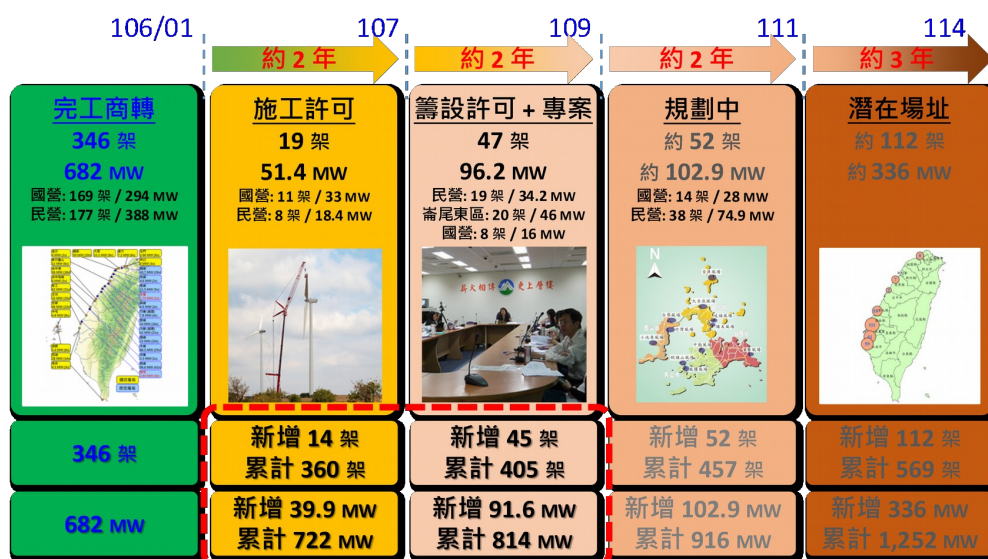 106/01
107
109
111
114
約 2 年
約 2 年
約 2 年
約 3 年
完工商轉
346 架
682 MW
國營: 169 架 / 294 MW
民營: 177 架 / 388 MW
施工許可
19 架
51.4 MW
國營: 11 架 / 33 MW
民營: 8 架 / 18.4 MW
籌設許可 + 專案
47 架
96.2 MW
民營: 19 架 / 34.2 MW
崙尾東區: 20 架 / 46 MW
國營: 8 架 / 16 MW
規劃中
約 52 架
約 102.9 MW
國營: 14 架 / 28 MW
民營: 38 架 / 74.9 MW
潛在場址
約 112 架
約 336 MW
薪火相傳 史上層樓
N
346 架
新增 14 架
累計 360 架
新增 45 架
累計 405 架
新增 52 架
累計 457 架
新增 112 架
累計 569 架
682 MW
新增 39.9 MW
累計 722 MW
新增 91.6 MW
累計 814 MW
新增 102.9 MW
累計 916 MW
新增 336 MW
累計 1,252 MW